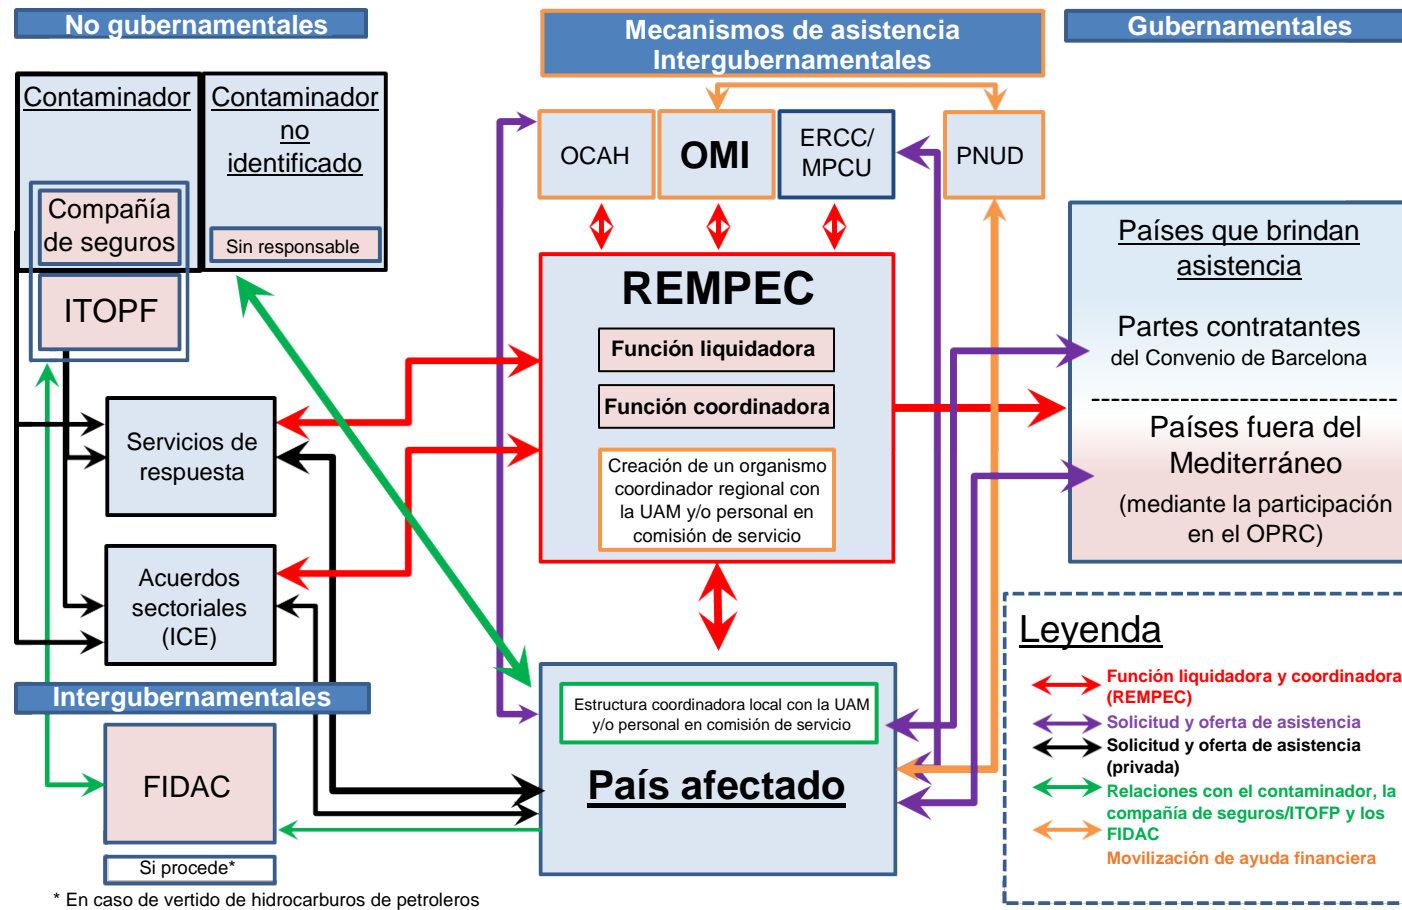 No gubernamentales
Mecanismos de asistencia
Intergubernamentales
Gubernamentales
Contaminador
Contaminador
no
identificado
Compañía
de seguros
Sin responsable
ITOPF
OCAH
OMI
ERCC/
MPCU
PNUD
REMPEC
Función liquidadora
Función coordinadora
Creación de un organismo
coordinador regional con
la UAM y/o personal en
comisión de servicio
Países que brindan
asistencia
Partes contratantes
del Convenio de Barcelona
-------------------------------
Países fuera del
Mediterráneo
(mediante la participación
en el OPRC)
Servicios de
respuesta
Acuerdos
sectoriales
(ICE)
Intergubernamentales
FIDAC
Si procede*
* En caso de vertido de hidrocarburos de petroleros
Estructura coordinadora local con la UAM
y/o personal en comisión de servicio
País afectado
Leyenda
Función liquidadora y coordinadora
(REMPEC)
Solicitud y oferta de asistencia
Solicitud y oferta de asistencia
(privada)
Relaciones con el contaminador, la
compañía de seguros/ITOFP y los
FIDAC
Movilización de ayuda financiera